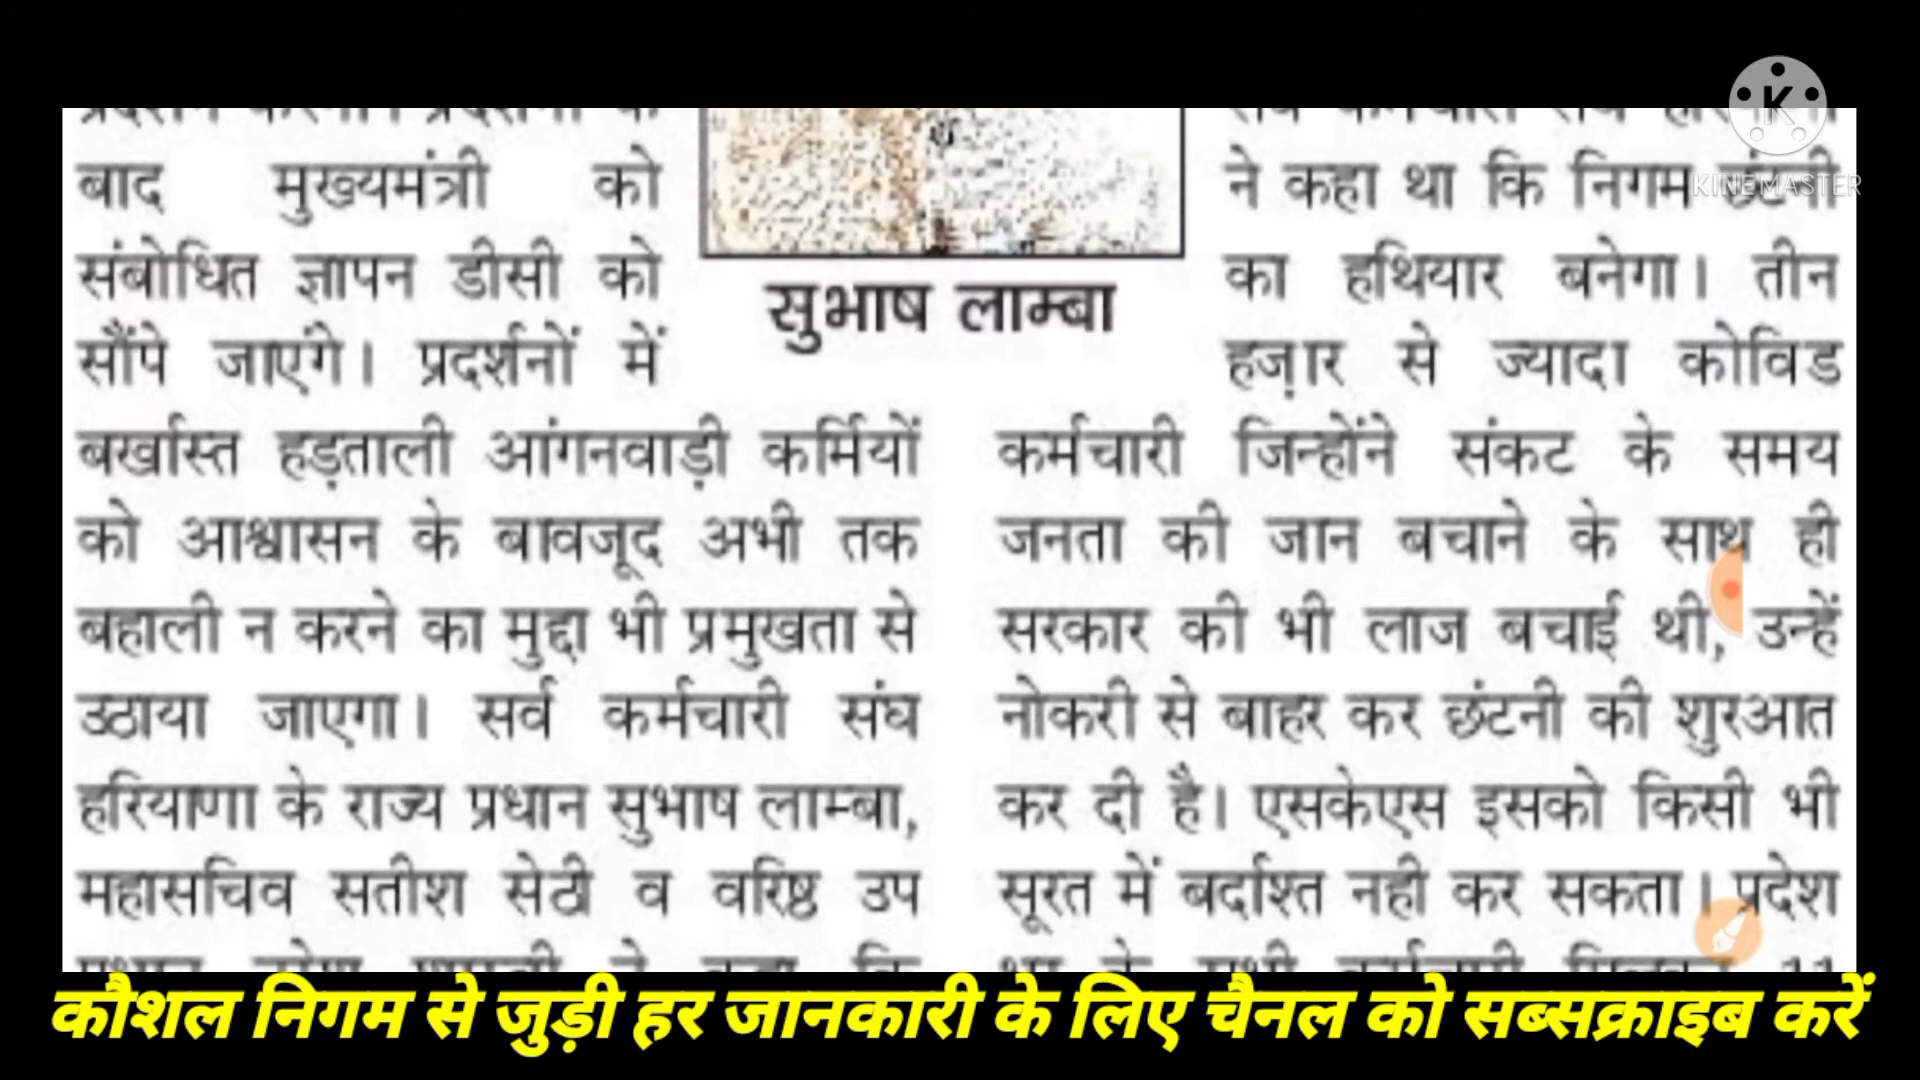 बाद मुख्यमंत्री को
संबोधित ज्ञापन डीसी को
सौंपे जाएंगे। प्रदर्शनों में
बर्खास्त हड़ताली आंगनवाड़ी कर्मियों
को आश्वासन के बावजूद अभी तक
बहाली न करने का मुद्दा भी प्रमुखता से
उठाया जाएगा। सर्व कर्मचारी संघ
हरियाणा के राज्य प्रधान सुभाष लाम्बा,
महासचिव सतीश सेठी व वरिष्ठ उप
सुभाष लाम्बा
ने कहा था कि निगम छंटनी
का हथियार बनेगा। तीन
हज़ार से ज्यादा कोविड
कर्मचारी जिन्होंने संकट के समय
जनता की जान बचाने के साथ ही
सरकार की भी लाज बचाई थी, उन्हें
नोकरी से बाहर कर छंटनी की शुरआत
कर दी है। एसकेएस इसको किसी भी
सूरत में बर्दाश्त नही कर सकता। प्रदेश
K
KINEMASTER
कौशल निगम से जुड़ी हर जानकारी के लिए चैनल को सब्सक्राइब करें